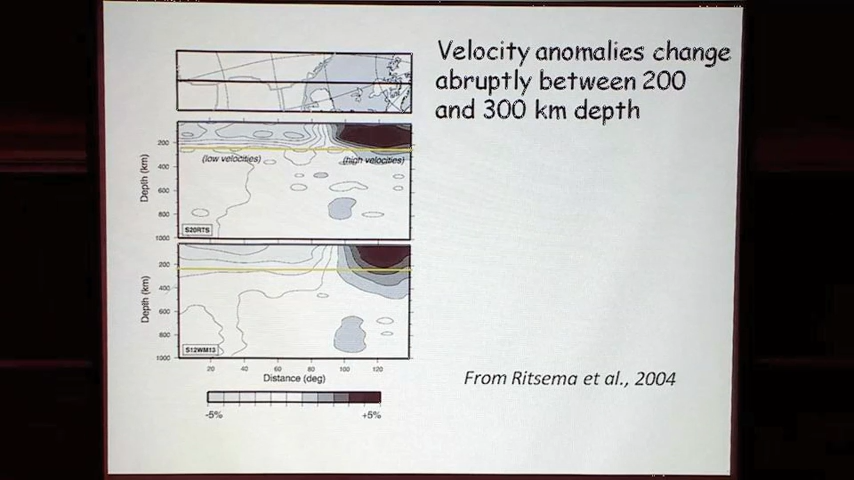 Velocity anomalies change
abruptly between 200
and 300 km depth
Depth (km)
200
400
600
800
1000
(low velocities)
(high velocities)
S20RTS
Depth (km)
200
400
600
800
1000
S12WM13
20
40
60
80
100
120
Distance (deg)
-5%
+5%
From Ritsema et al., 2004